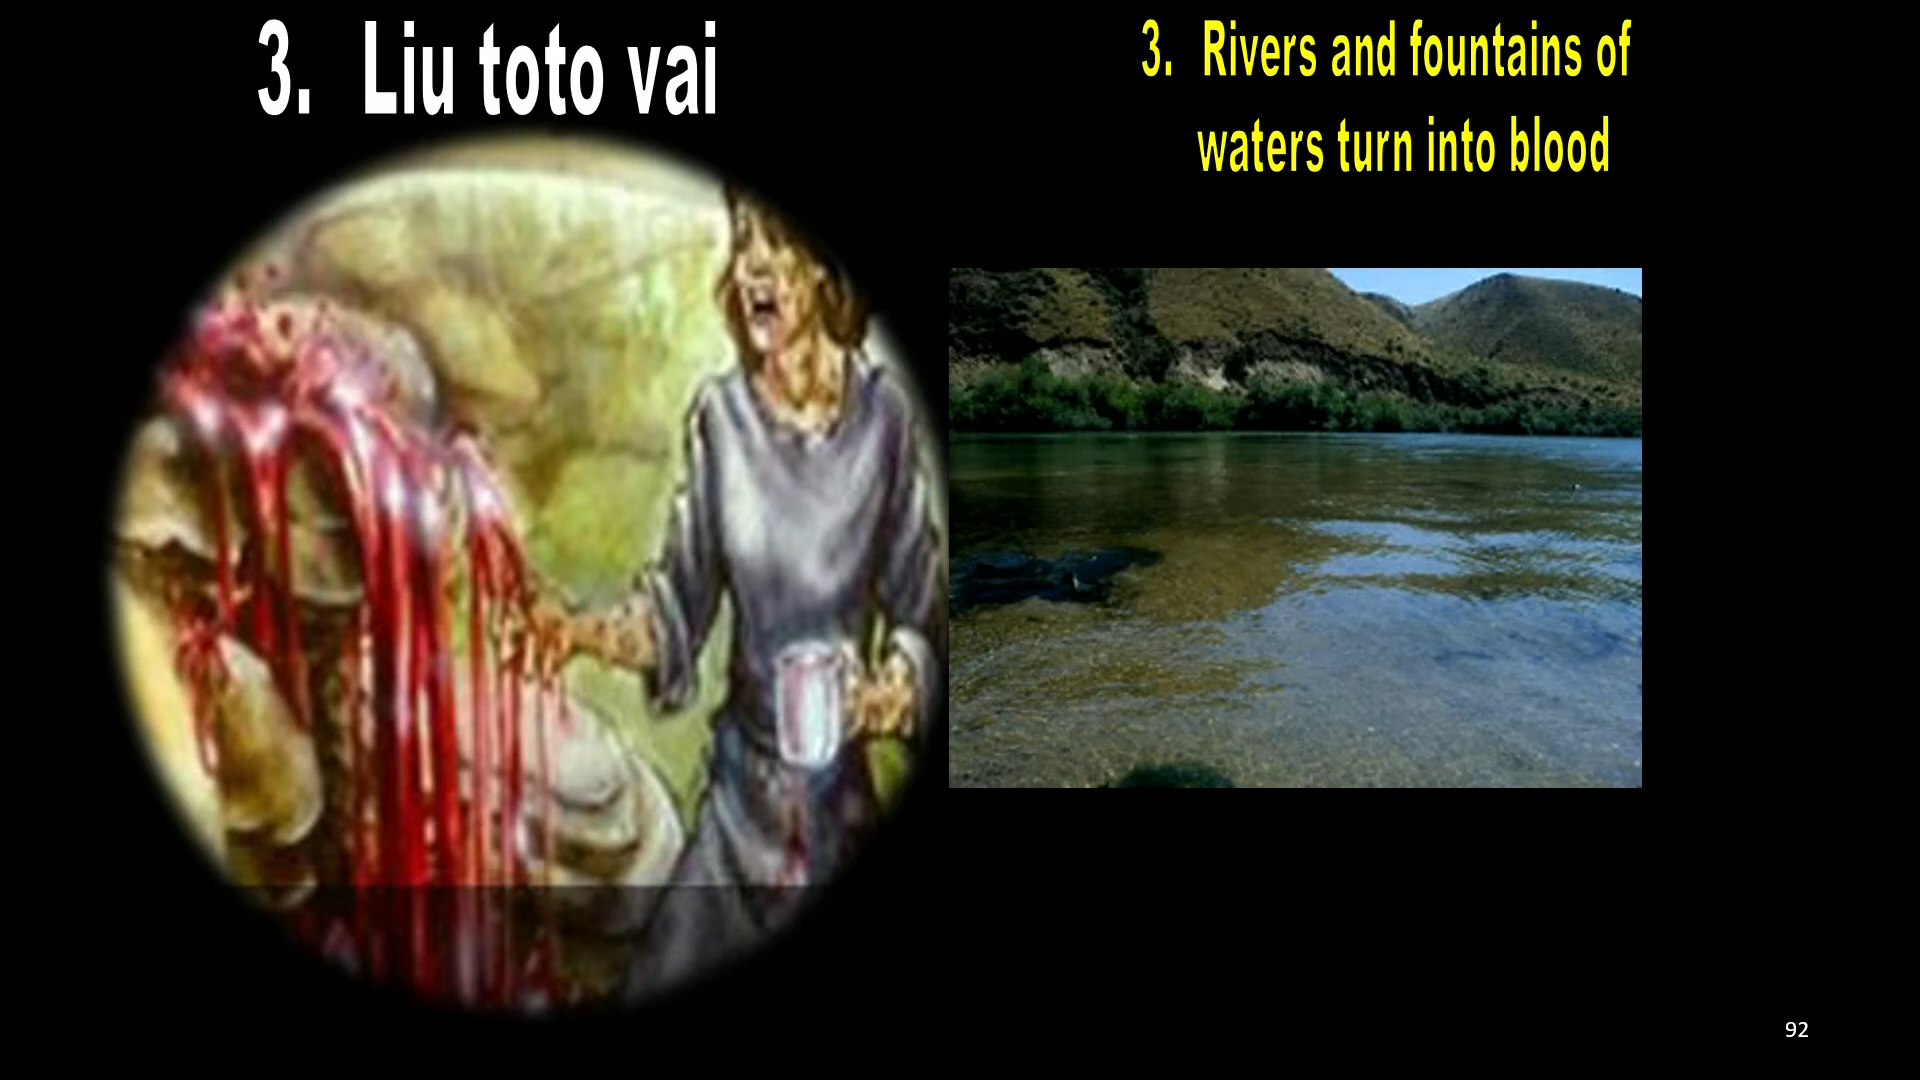 3. Liu toto vai
3. Rivers and fountains of
waters turn into blood
92